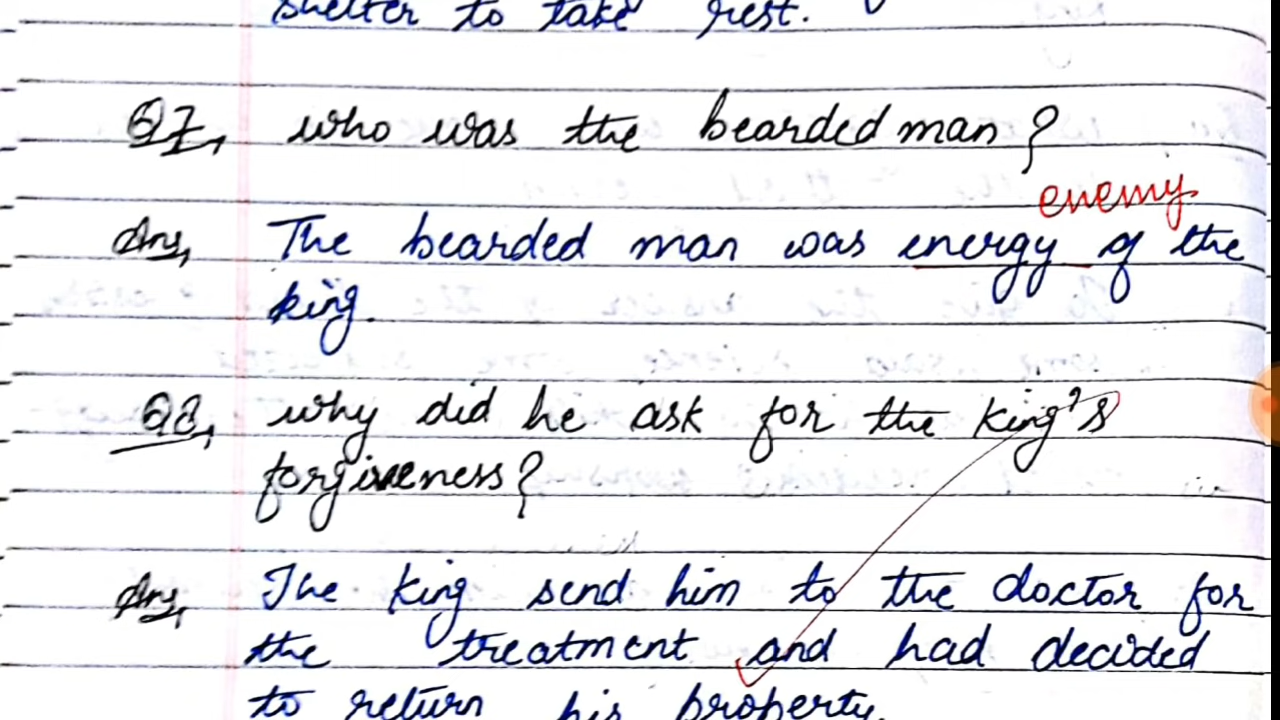 shelter to take rest.
Q7, who was the bearded man?
enemy
Ans, The bearded man was energy of the
king.
Q8, why did he ask for the king's
forgiveness?
Ans, The king send him to the doctor for
the treatment and had decided
to return his property.